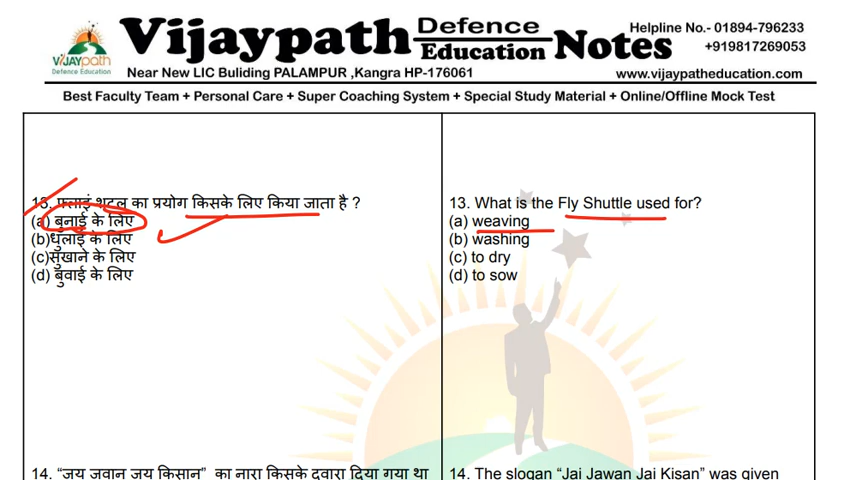 Vijaypath Defence Education Notes
Helpline No.- 01894-796233
+919817269053
ViJAYpath
Defence Education
Near New LIC Buliding PALAMPUR ,Kangra HP-176061
www.vijaypatheducation.com
Best Faculty Team + Personal Care + Super Coaching System + Special Study Material + Online/Offline Mock Test
13. फ्लाई शटल का प्रयोग किसके लिए किया जाता है ?
(a) बुनाई के लिए
(b)धुलाई के लिए
(c)सुखाने के लिए
(d) बुवाई के लिए
13. What is the Fly Shuttle used for?
(a) weaving
(b) washing
(c) to dry
(d) to sow
14. “जय जवान जय किसान” का नारा किसके द्वारा दिया गया था
14. The slogan “Jai Jawan Jai Kisan” was given